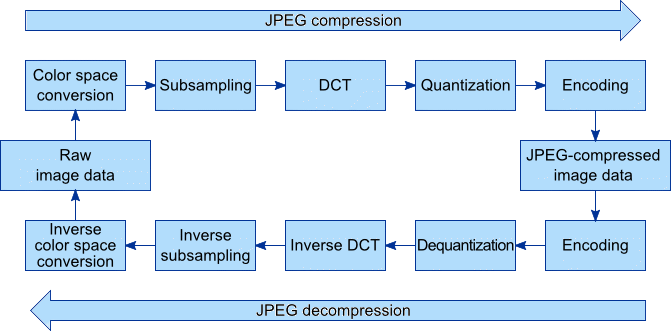 JPEG compression
Color space
conversion
Subsampling
DCT
Quantization
Encoding
Raw
image data
JPEG-compressed
image data
Inverse
color space
conversion
Inverse
subsampling
Inverse DCT
Dequantization
Encoding
JPEG decompression